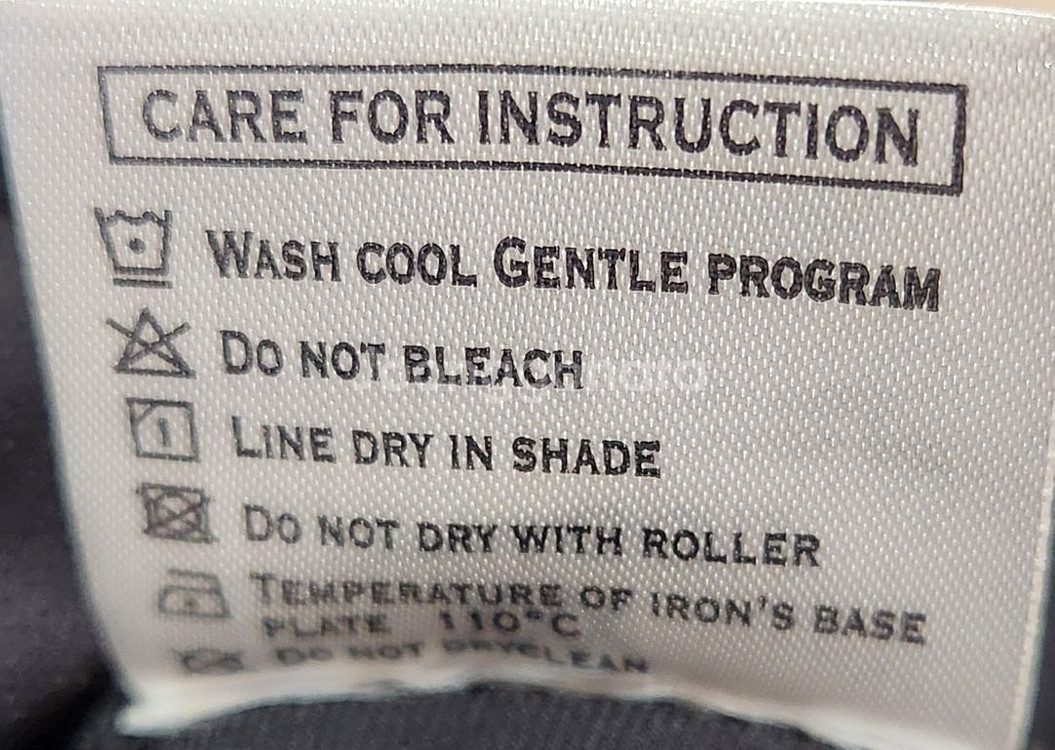 CARE FOR INSTRUCTION
WASH COOL GENTLE PROGRAM
DO NOT BLEACH
LINE DRY IN SHADE
DO NOT DRY WITH ROLLER
TEMPERATURE OF IRON'S BASE
PLATE 110°C
DO NOT DRYCLEAN